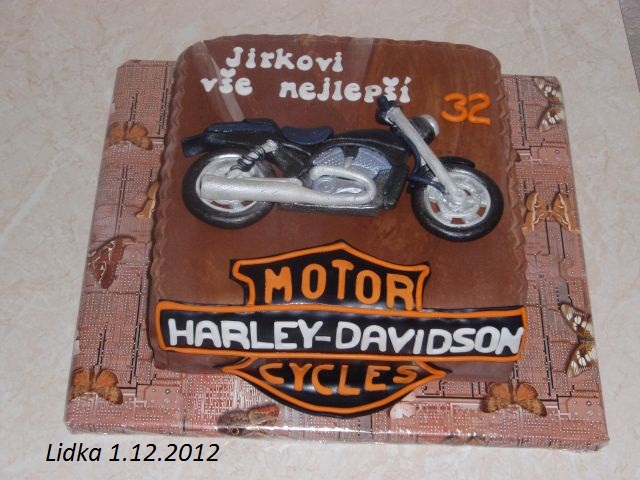 Jirkovi
vše nejlepší
32
MOTOR
HARLEY-DAVIDSON
CYCLES
Lidka 1.12.2012